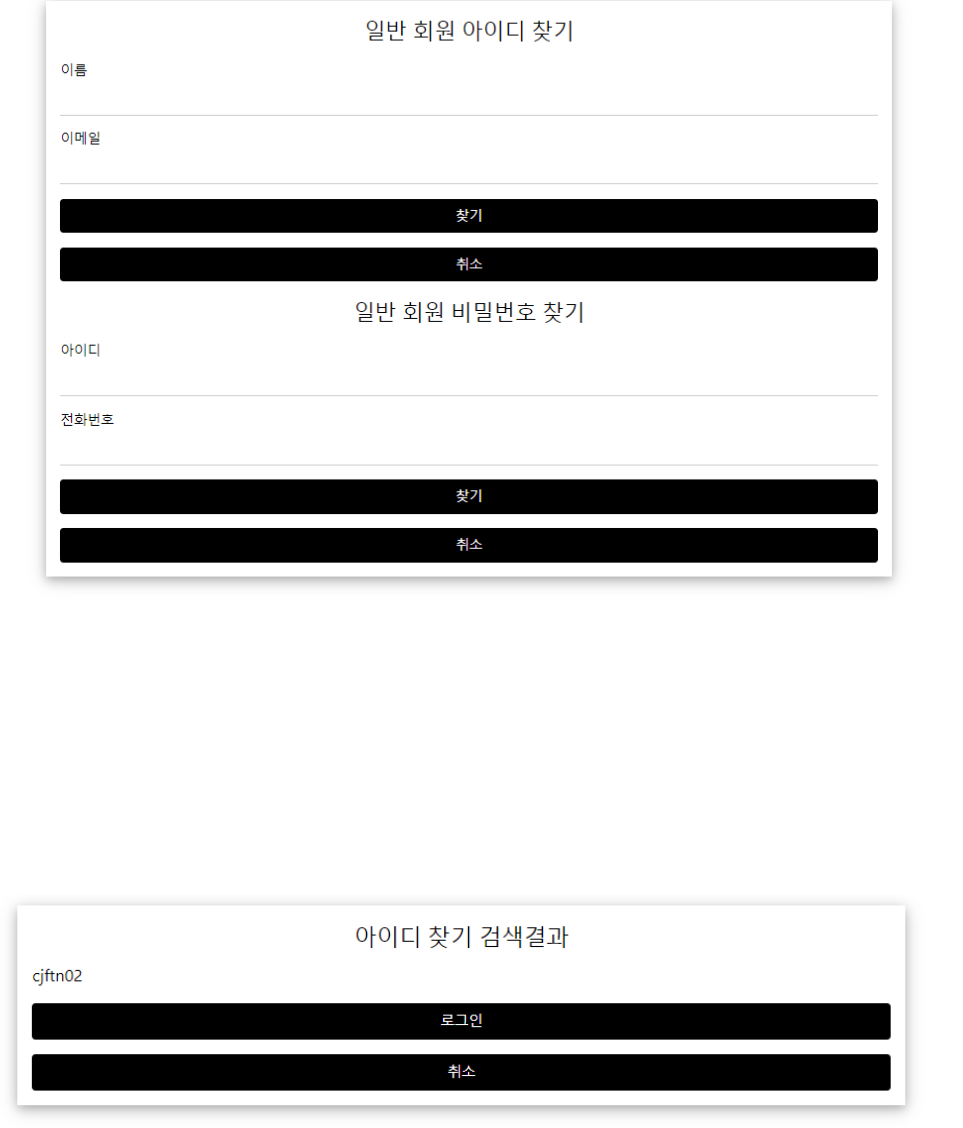 일반 회원 아이디 찾기
이름
이메일
찾기
취소
일반 회원 비밀번호 찾기
아이디
전화번호
찾기
취소
아이디 찾기 검색결과
cjftn02
로그인
취소